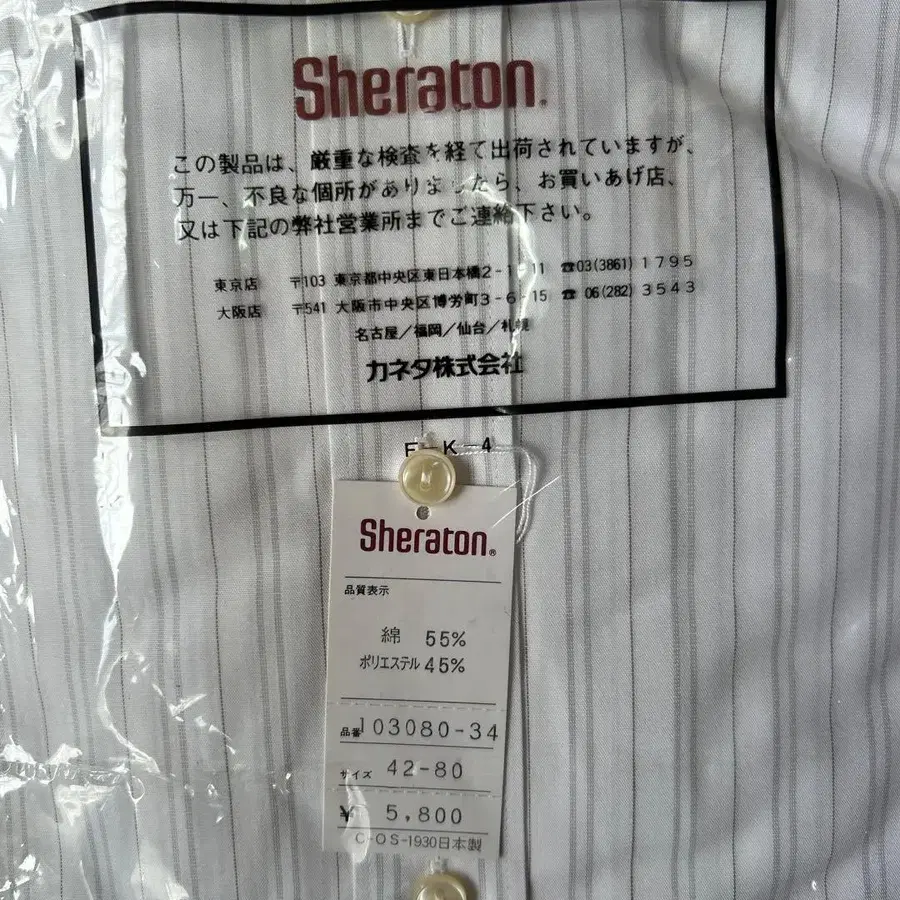 Sheraton®
この製品は、厳重な検査を経て出荷されていますが、
万一、不良な個所がありましたら、お買いあげ店、
又は下記の弊社営業所までご連絡下さい。
東京店 〒103 東京都中央区東日本橋2-1-11 ☎03(3861)1795
大阪店 〒541 大阪市中央区博労町3-6-15 ☎06(282)3543
名古屋/福岡/仙台/札幌
カネタ株式会社
K-4
Sheraton®
品質表示
綿 55%
ポリエステル 45%
品番 103080-34
サイズ 42-80
¥ 5,800
C-OS-1930日本製